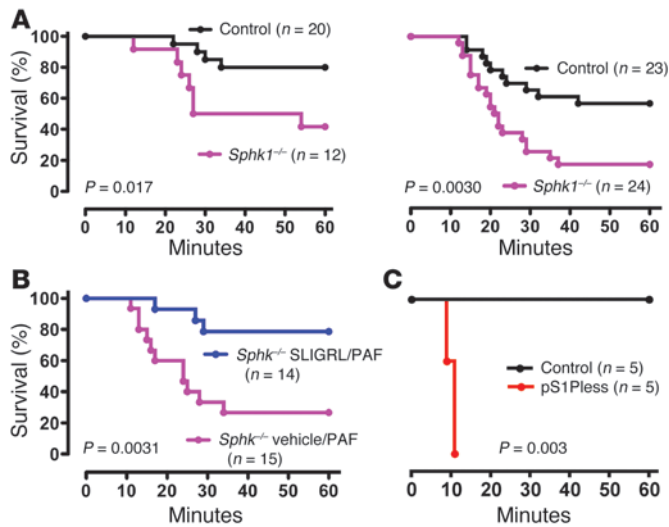 A
Survival (%)
100
80
60
40
20
0
Control (n = 20)
Sphk1⁻/⁻ (n = 12)
P = 0.017
0 10 20 30 40 50 60
Minutes
Control (n = 23)
Sphk1⁻/⁻ (n = 24)
P = 0.0030
0 10 20 30 40 50 60
Minutes
B
Survival (%)
100
80
60
40
20
0
Sphk⁻/⁻ SLIGRL/PAF
(n = 14)
Sphk⁻/⁻ vehicle/PAF
(n = 15)
P = 0.0031
0 10 20 30 40 50 60
Minutes
C
Control (n = 5)
pS1Pless (n = 5)
P = 0.003
0 10 20 30 40 50 60
Minutes